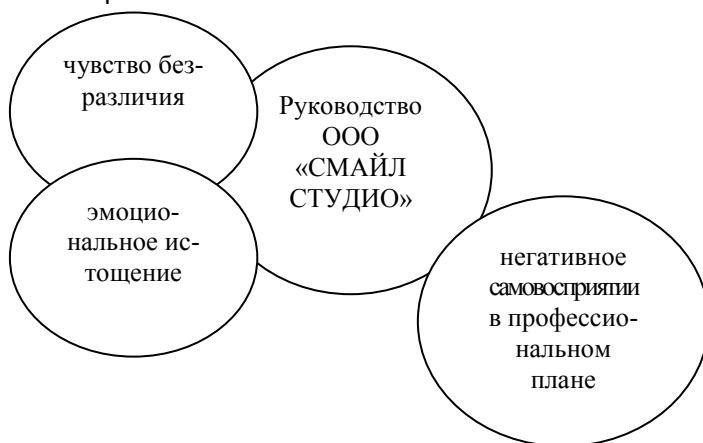 чувство без-
различия
Руководство
ООО
«СМАЙЛ
СТУДИО»
эмоцио-
нальное ис-
тощение
негативное
самовосприятии
в профессио-
нальном
плане